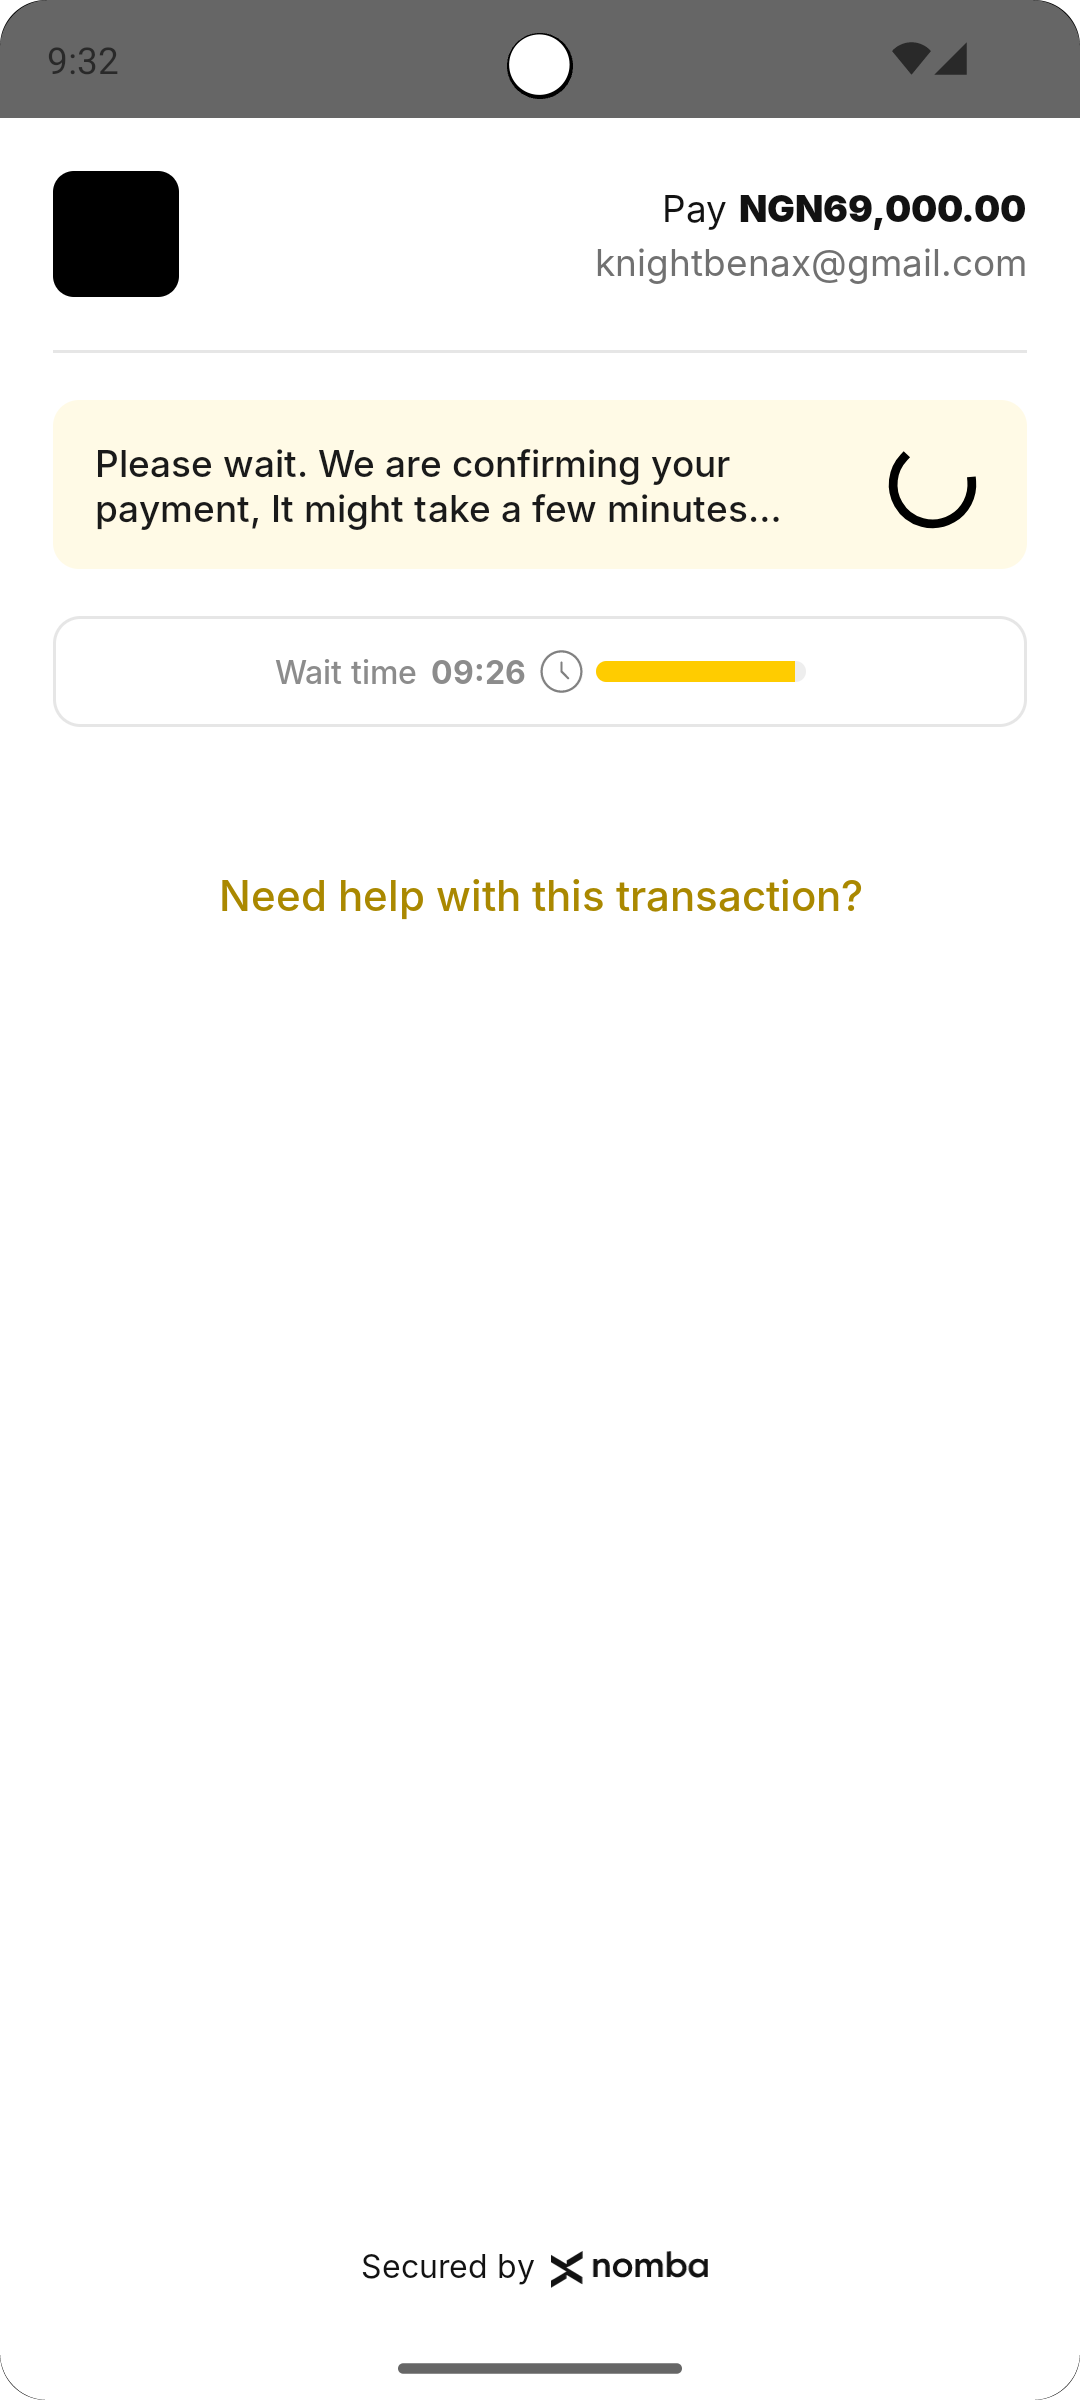 9:32
Pay NGN69,000.00
knightbenax@gmail.com
Please wait. We are confirming your
payment, It might take a few minutes...
Wait time 09:26
Need help with this transaction?
Secured by nomba